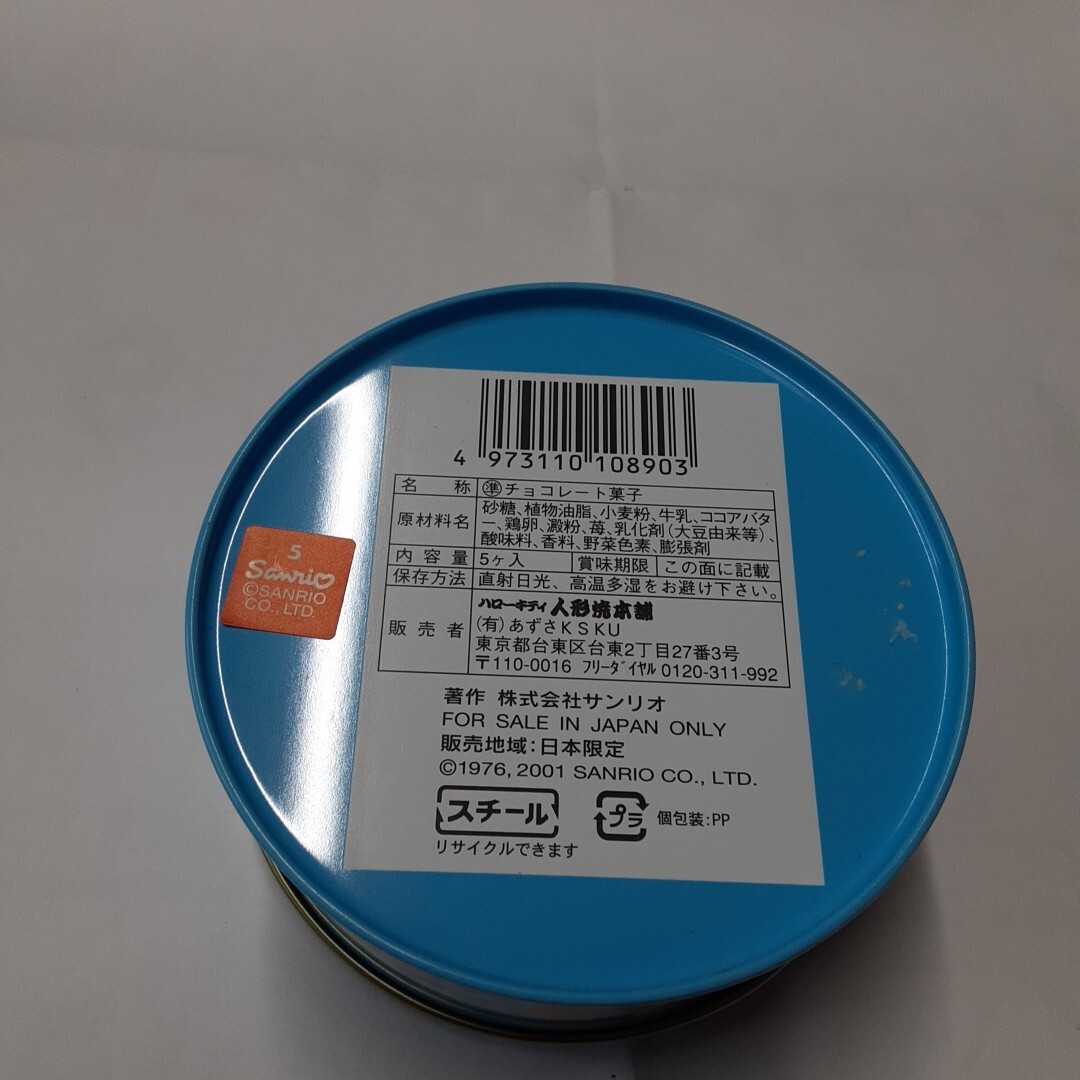 4 973110 108903
名称 ㊜チョコレート菓子
原材料名 砂糖、植物油脂、小麦粉、牛乳、ココアバタ
ー、鶏卵、澱粉、苺、乳化剤(大豆由来等)、
酸味料、香料、野菜色素、膨張剤
内容量 5ヶ入 賞味期限 この面に記載
保存方法 直射日光、高温多湿をお避け下さい。
販売者 ハローキティ人形焼本舗
(有)あずさKSKU
東京都台東区台東2丁目27番3号
〒110-0016 フリーダイヤル 0120-311-992
著作 株式会社サンリオ
FOR SALE IN JAPAN ONLY
販売地域:日本限定
©1976, 2001 SANRIO CO., LTD.
スチール
リサイクルできます
プラ 個包装:PP
5
Sanrio
©SANRIO
CO., LTD.